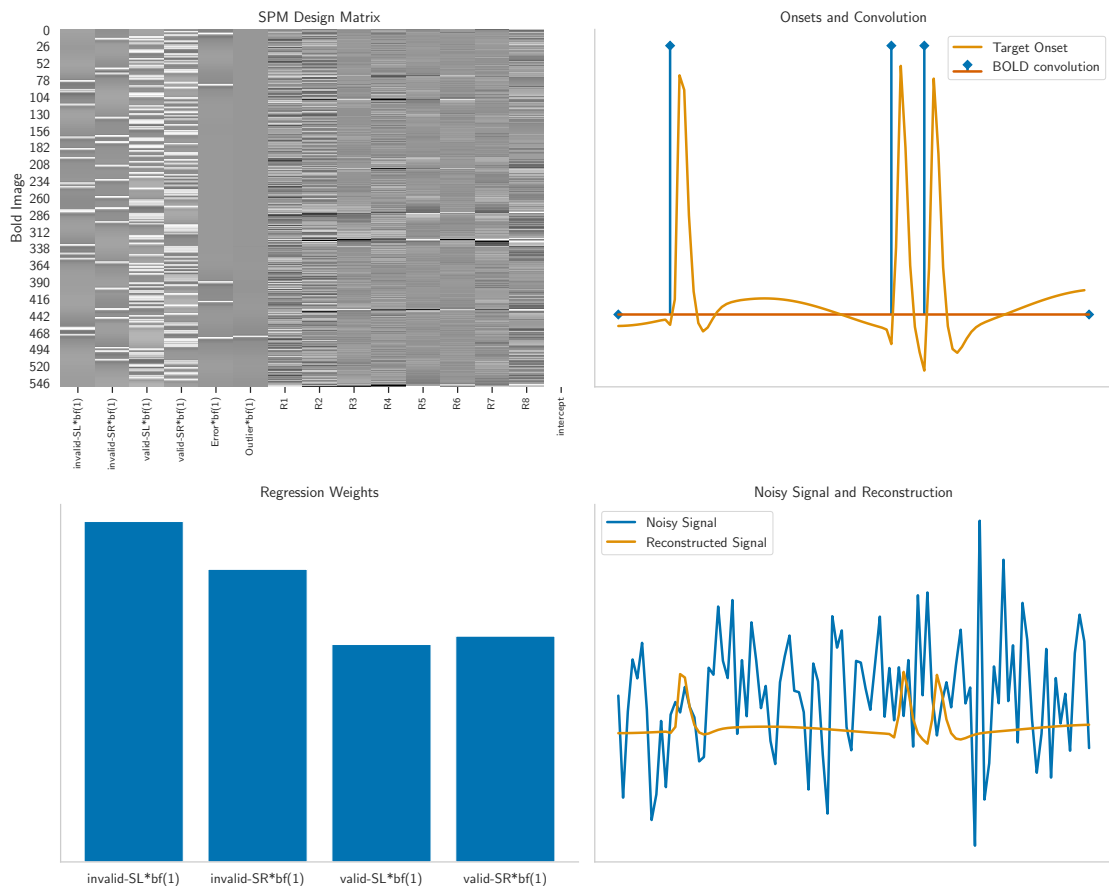 SPM Design Matrix
Bold Image
0
26
52
78
104
130
156
182
208
234
260
286
312
338
364
390
416
442
468
494
520
546
invalid-SL*bf(1)
invalid-SR*bf(1)
valid-SL*bf(1)
valid-SR*bf(1)
Error*bf(1)
Outlier*bf(1)
R1
R2
R3
R4
R5
R6
R7
R8
intercept
Onsets and Convolution
Target Onset
BOLD convolution
Regression Weights
invalid-SL*bf(1)
invalid-SR*bf(1)
valid-SL*bf(1)
valid-SR*bf(1)
Noisy Signal and Reconstruction
Noisy Signal
Reconstructed Signal